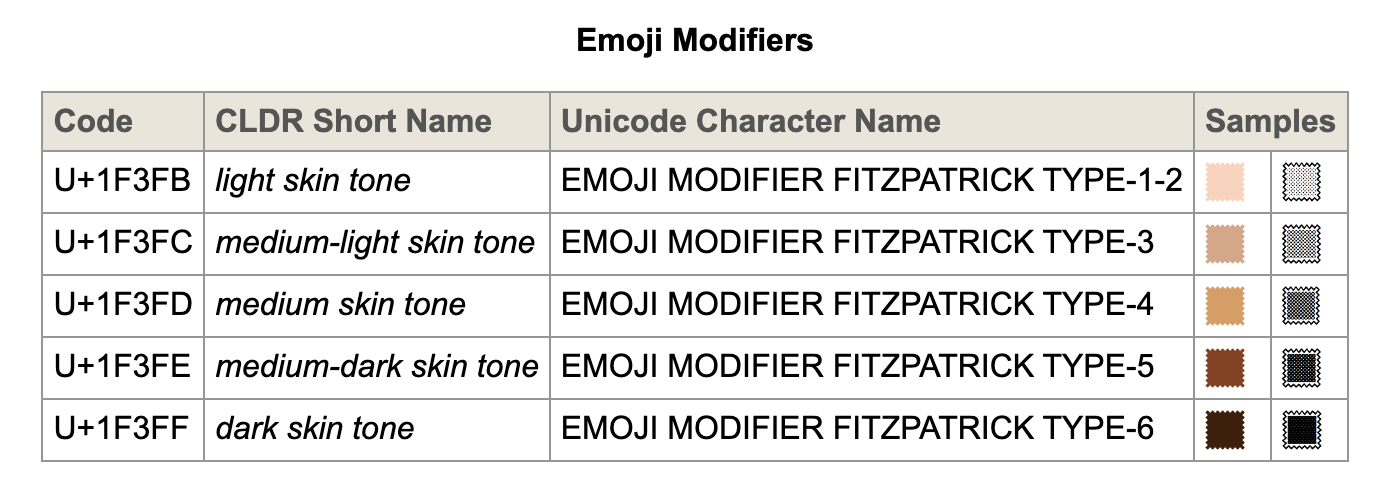 Emoji Modifiers
Code CLDR Short Name Unicode Character Name Samples
U+1F3FB light skin tone EMOJI MODIFIER FITZPATRICK TYPE-1-2
U+1F3FC medium-light skin tone EMOJI MODIFIER FITZPATRICK TYPE-3
U+1F3FD medium skin tone EMOJI MODIFIER FITZPATRICK TYPE-4
U+1F3FE medium-dark skin tone EMOJI MODIFIER FITZPATRICK TYPE-5
U+1F3FF dark skin tone EMOJI MODIFIER FITZPATRICK TYPE-6